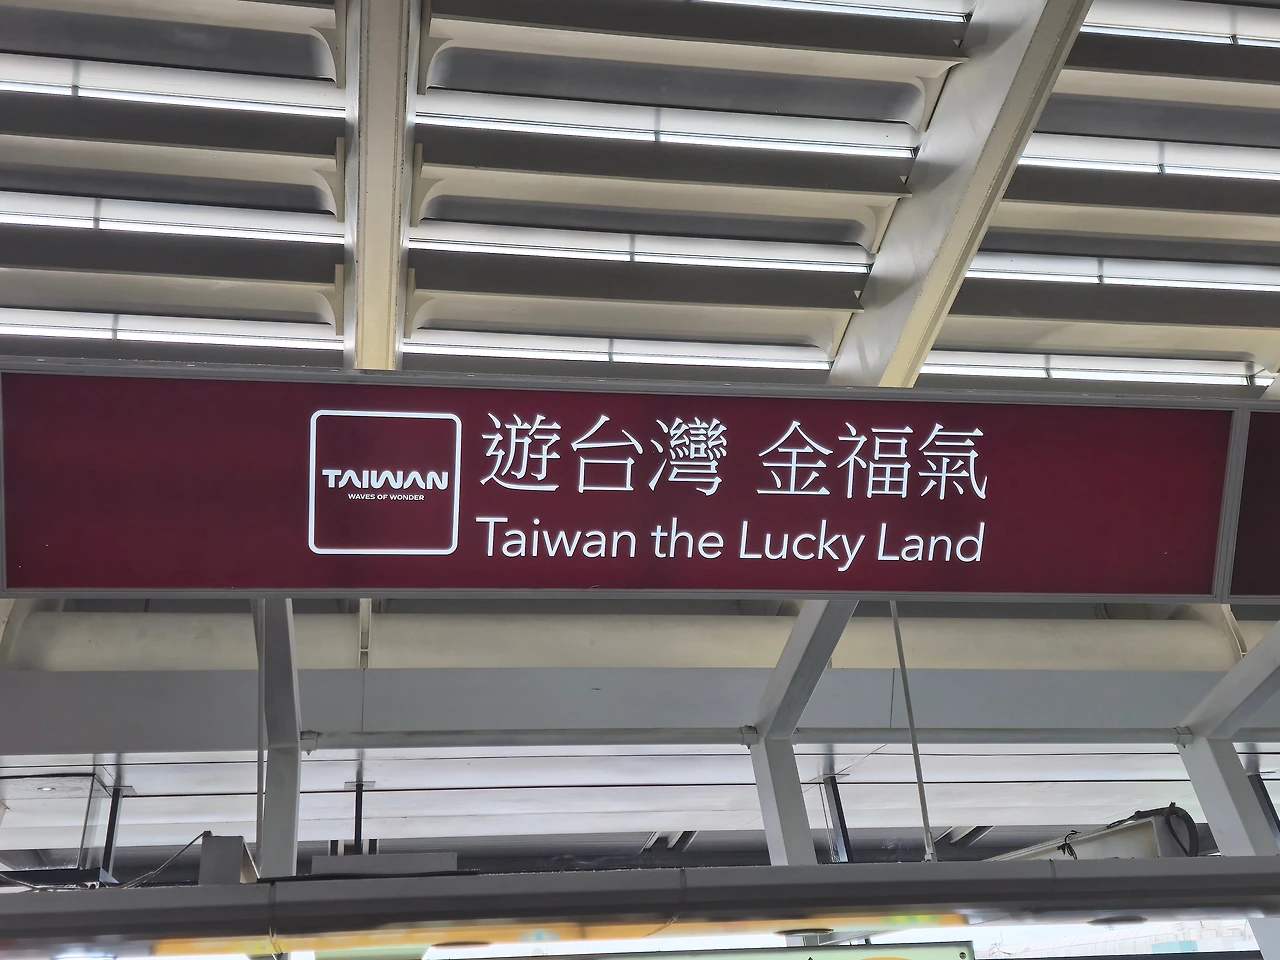 TAIWAN
WAVES OF WONDER
遊台灣 金福氣
Taiwan the Lucky Land